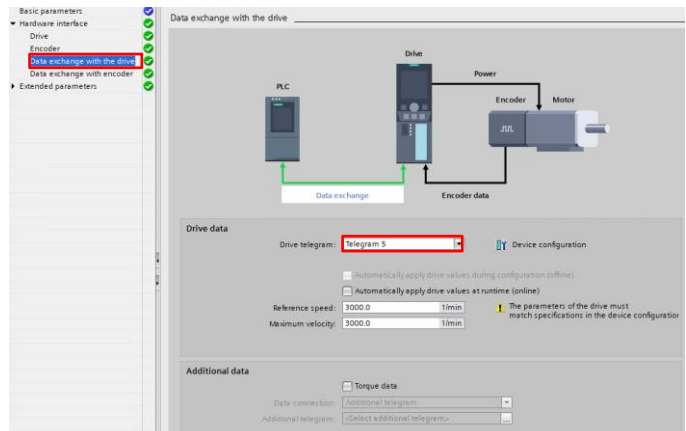 Basic parameters
Hardware interface
Drive
Encoder
Data exchange with the drive
Data exchange with encoder
Extended parameters
Data exchange with the drive
Drive
Power
PLC
Encoder
Motor
Data exchange
Encoder data
Drive data
Drive telegram: Telegram 5
Device configuration
Automatically apply drive values during configuration (offline)
Automatically apply drive values at runtime (online)
Reference speed: 3000.0 1/min
The parameters of the drive must
match specifications in the device configuration
Maximum velocity: 3000.0 1/min
Additional data
Torque data
Data connection: Additional telegram
Additional telegram: <Select additional telegram> ...